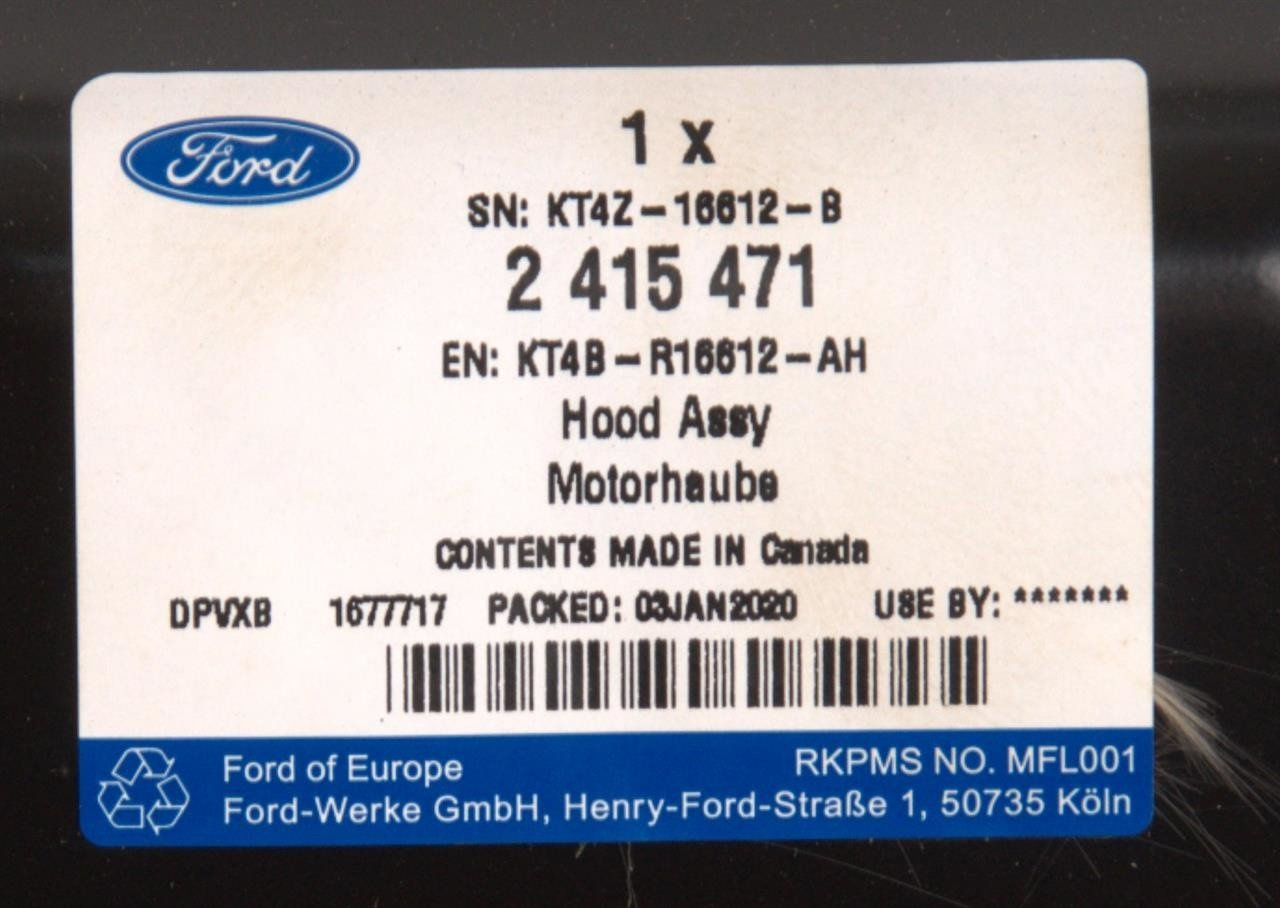 Ford
1 x
SN: KT4Z-16612-B
2 415 471
EN: KT4B-R16612-AH
Hood Assy
Motorhaube
CONTENTS MADE IN Canada
DPVXB 1677717 PACKED: 03JAN2020 USE BY: *******
Ford of Europe RKPMS NO. MFL001
Ford-Werke GmbH, Henry-Ford-Straße 1, 50735 Köln